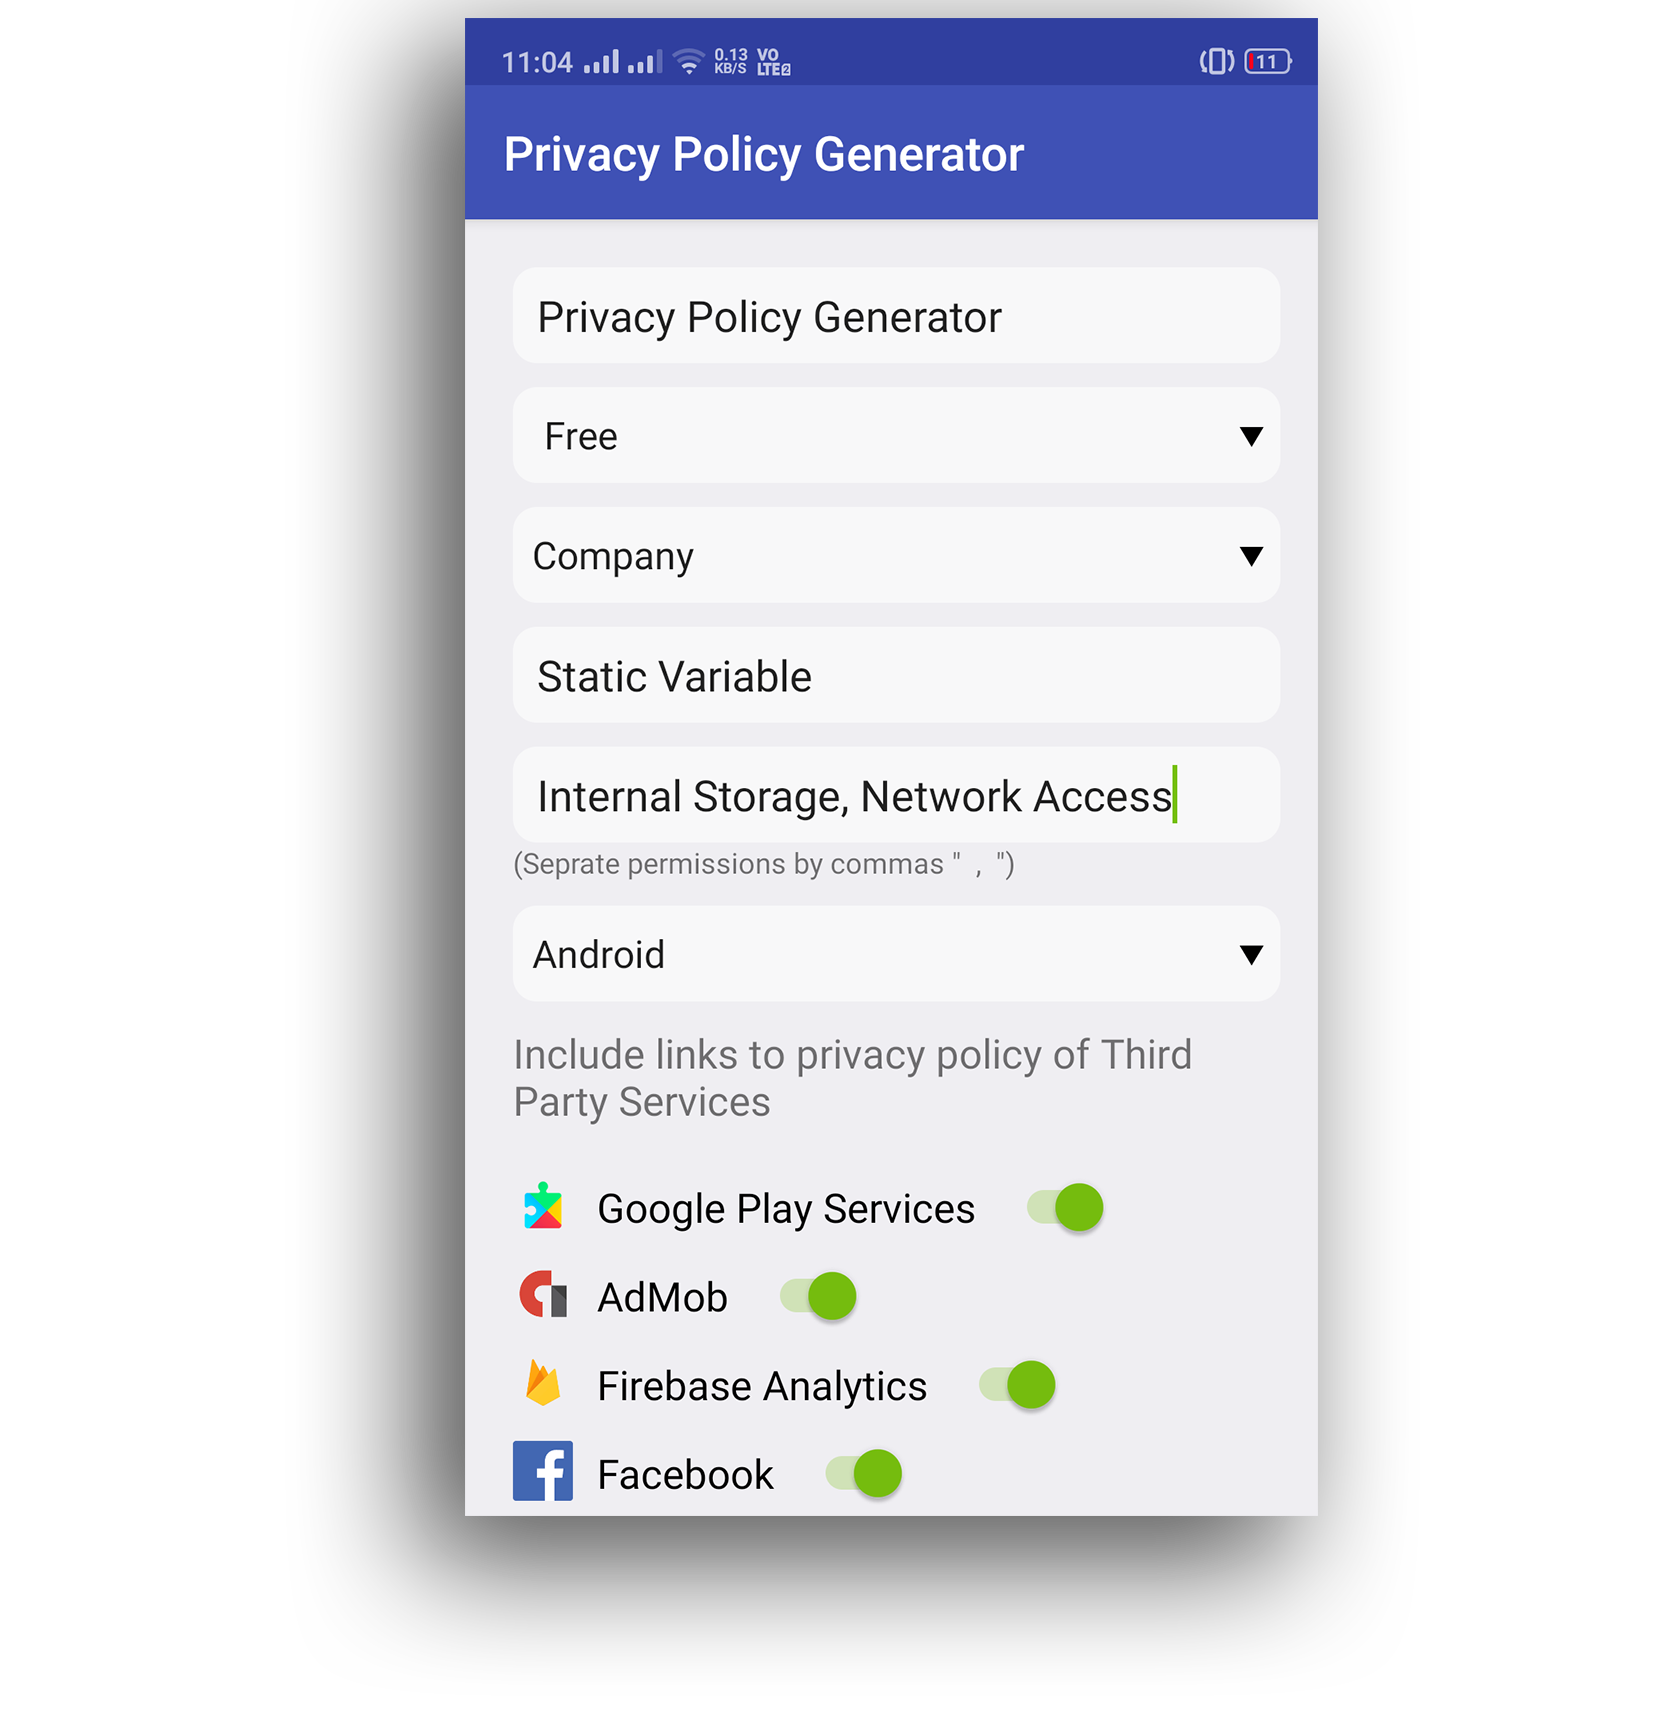 11:04 0.13 KB/S VO LTE2 11
Privacy Policy Generator
Privacy Policy Generator
Free
Company
Static Variable
Internal Storage, Network Access
(Seprate permissions by commas " , ")
Android
Include links to privacy policy of Third
Party Services
Google Play Services
AdMob
Firebase Analytics
Facebook